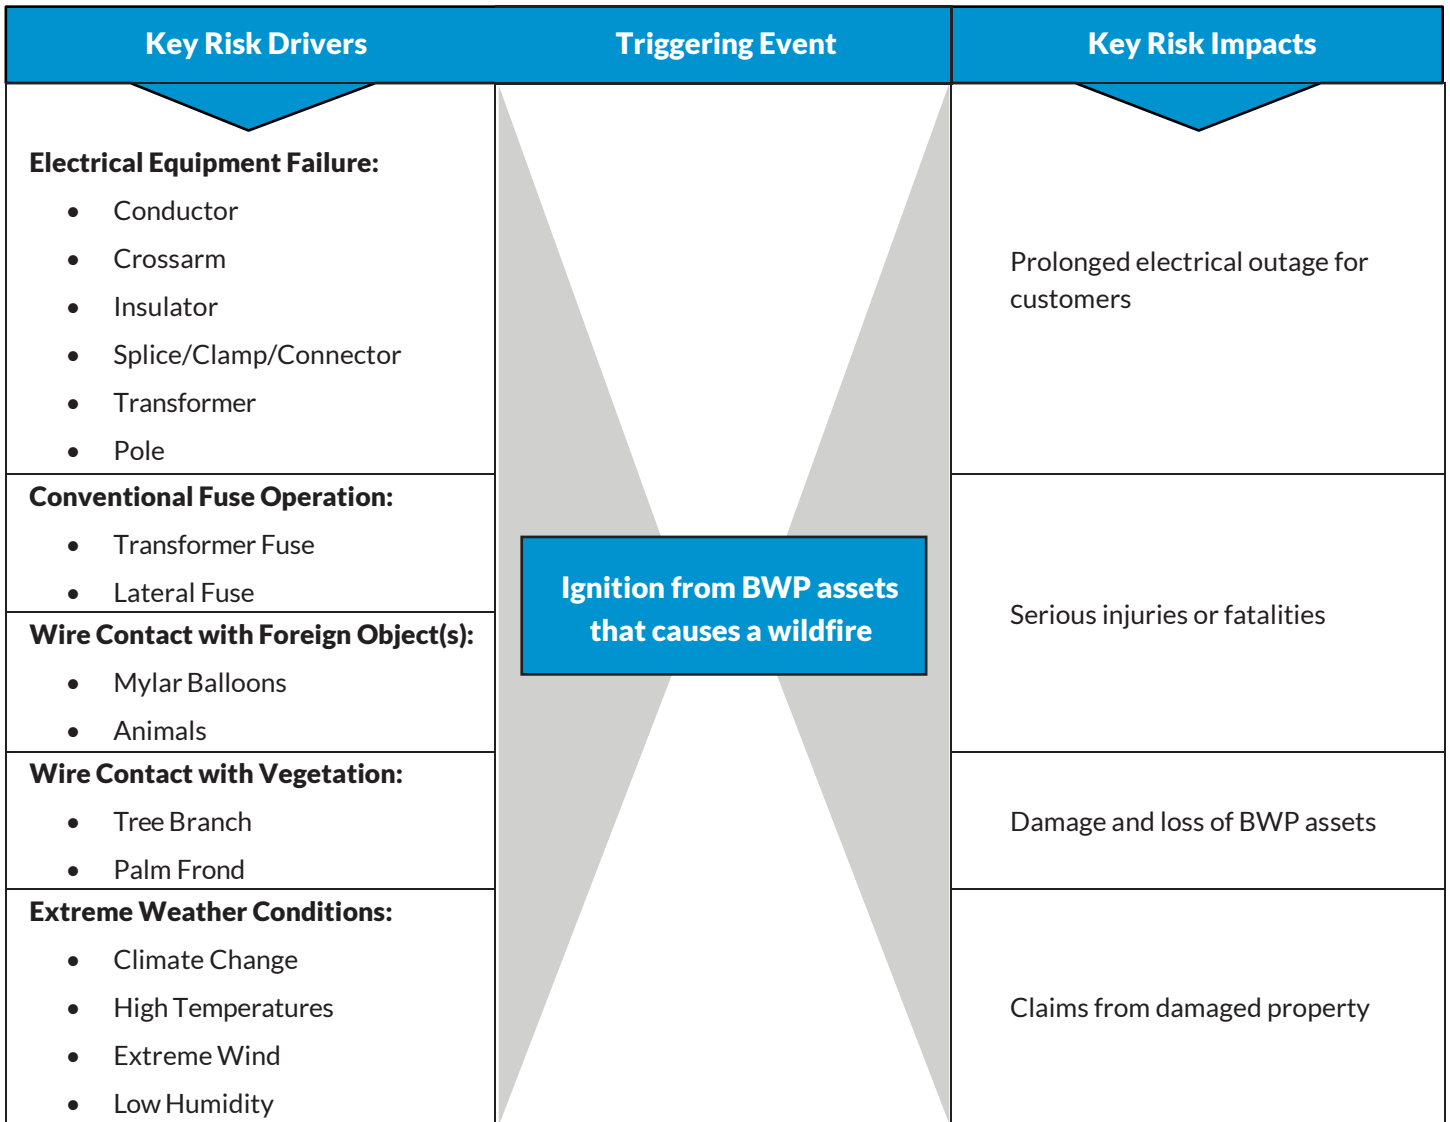 Key Risk Drivers
Triggering Event
Key Risk Impacts
Electrical Equipment Failure:
• Conductor
• Crossarm
• Insulator
• Splice/Clamp/Connector
• Transformer
• Pole
Conventional Fuse Operation:
• Transformer Fuse
• Lateral Fuse
Wire Contact with Foreign Object(s):
• Mylar Balloons
• Animals
Wire Contact with Vegetation:
• Tree Branch
• Palm Frond
Extreme Weather Conditions:
• Climate Change
• High Temperatures
• Extreme Wind
• Low Humidity
Ignition from BWP assets
that causes a wildfire
Prolonged electrical outage for
customers
Serious injuries or fatalities
Damage and loss of BWP assets
Claims from damaged property